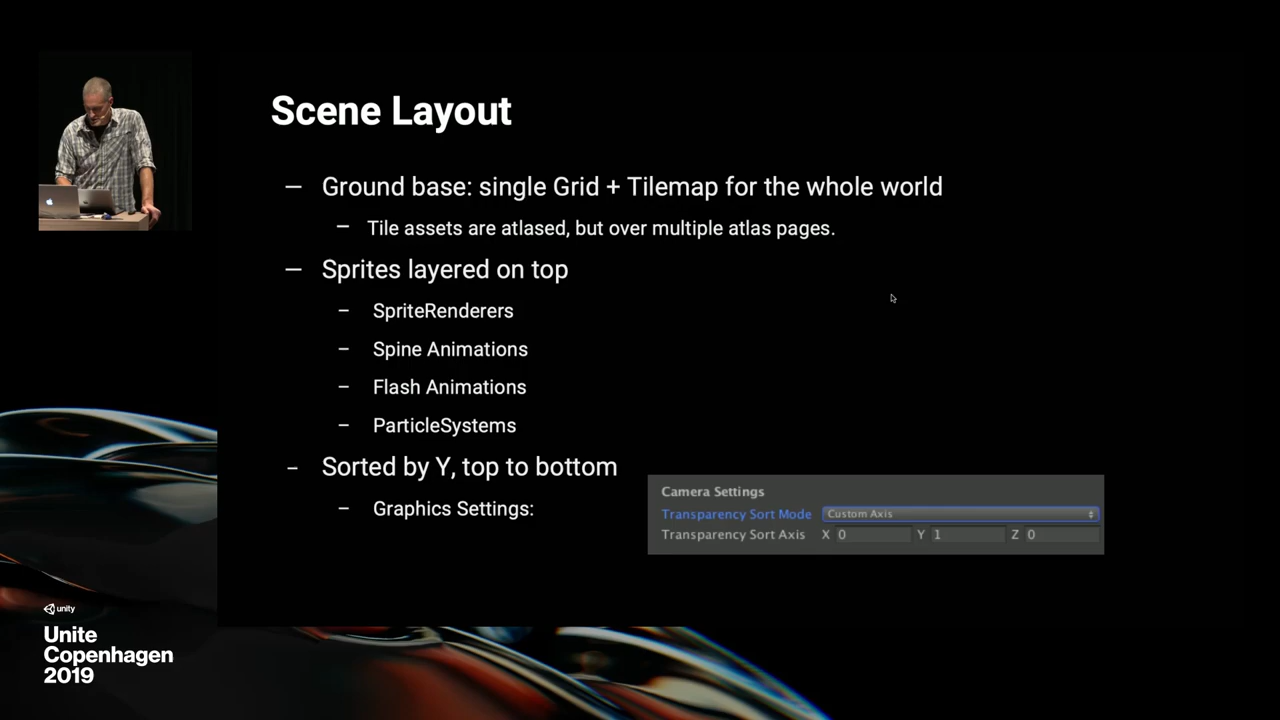 Scene Layout
— Ground base: single Grid + Tilemap for the whole world
– Tile assets are atlased, but over multiple atlas pages.
— Sprites layered on top
– SpriteRenderers
– Spine Animations
– Flash Animations
– ParticleSystems
– Sorted by Y, top to bottom
– Graphics Settings:
Camera Settings
Transparency Sort Mode Custom Axis
Transparency Sort Axis X 0 Y 1 Z 0
unity
Unite
Copenhagen
2019